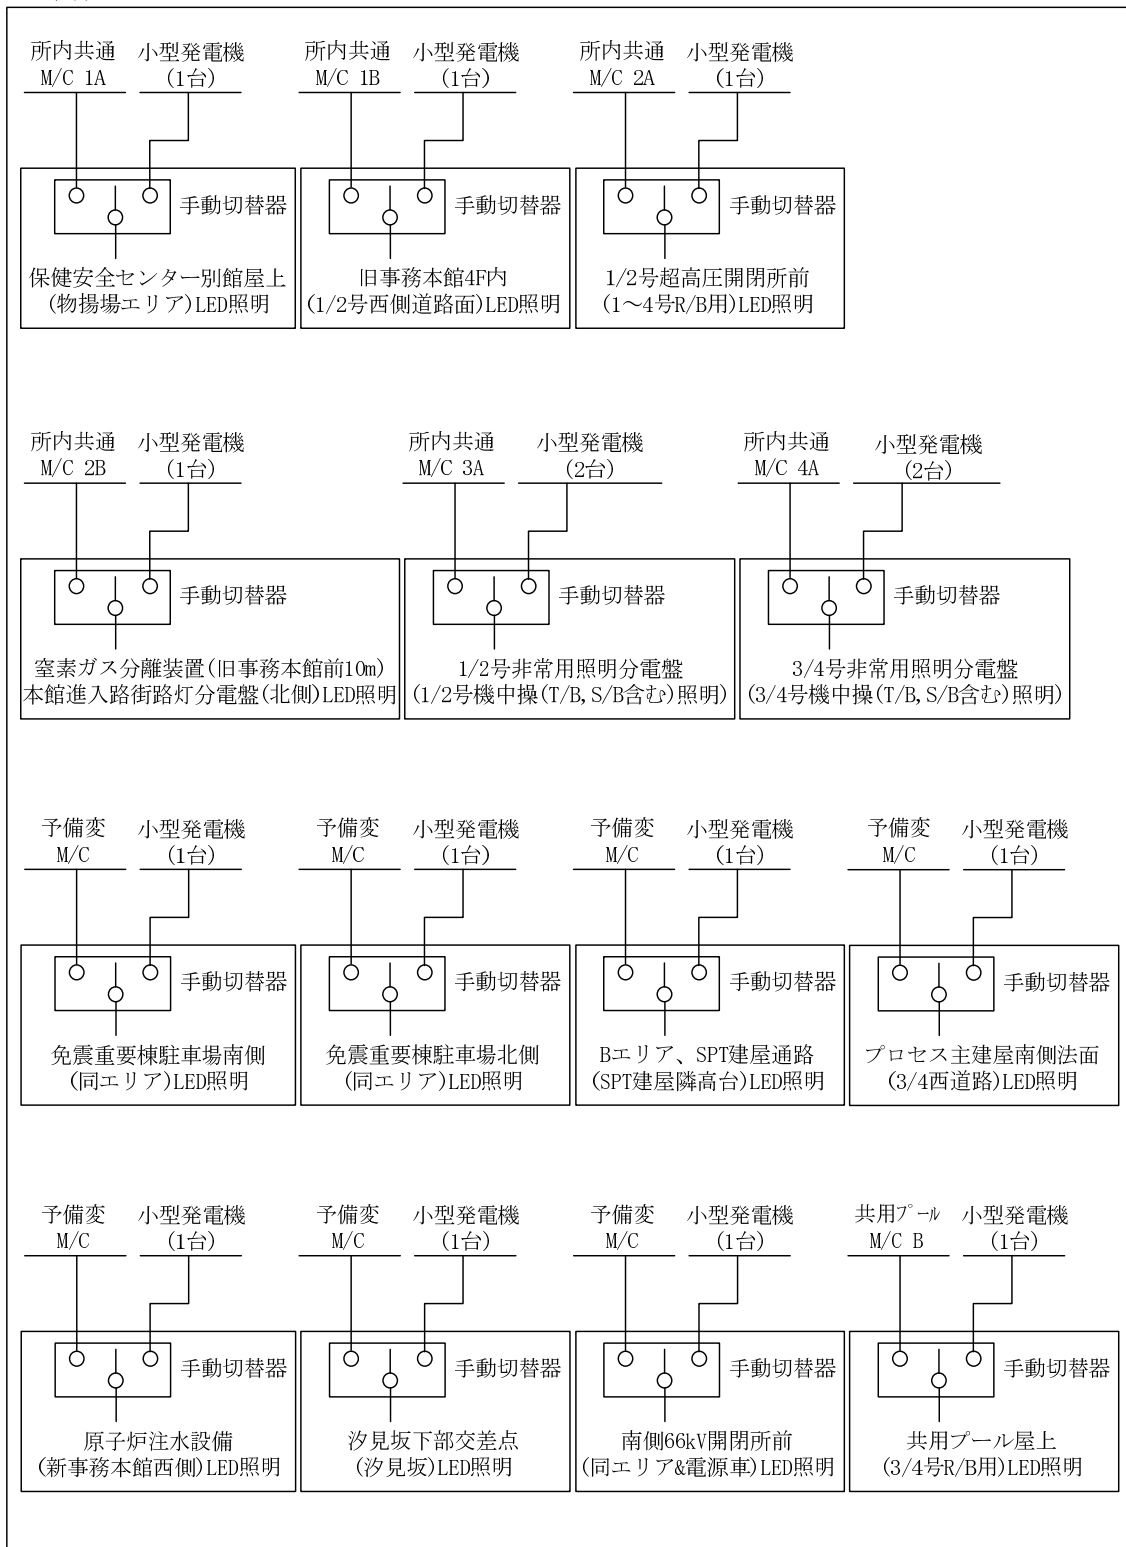 所内共通 小型発電機
M/C 1A (1台)
手動切替器
保健安全センター別館屋上
(物揚場エリア)LED照明
所内共通 小型発電機
M/C 1B (1台)
手動切替器
旧事務本館4F内
(1/2号西側道路面)LED照明
所内共通 小型発電機
M/C 2A (1台)
手動切替器
1/2号超高圧開閉所前
(1～4号R/B用)LED照明
所内共通 小型発電機
M/C 2B (1台)
手動切替器
窒素ガス分離装置(旧事務本館前10m)
本館進入路街路灯分電盤(北側)LED照明
所内共通 小型発電機
M/C 3A (2台)
手動切替器
1/2号非常用照明分電盤
(1/2号機中操(T/B,S/B含む)照明)
所内共通 小型発電機
M/C 4A (2台)
手動切替器
3/4号非常用照明分電盤
(3/4号機中操(T/B,S/B含む)照明)
予備変 小型発電機
M/C (1台)
手動切替器
免震重要棟駐車場南側
(同エリア)LED照明
予備変 小型発電機
M/C (1台)
手動切替器
免震重要棟駐車場北側
(同エリア)LED照明
予備変 小型発電機
M/C (1台)
手動切替器
Bエリア、SPT建屋通路
(SPT建屋隣高台)LED照明
予備変 小型発電機
M/C (1台)
手動切替器
プロセス主建屋南側法面
(3/4西道路)LED照明
予備変 小型発電機
M/C (1台)
手動切替器
原子炉注水設備
(新事務本館西側)LED照明
予備変 小型発電機
M/C (1台)
手動切替器
汐見坂下部交差点
(汐見坂)LED照明
予備変 小型発電機
M/C (1台)
手動切替器
南側66kV開閉所前
(同エリア&電源車)LED照明
共用プール 小型発電機
M/C B (1台)
手動切替器
共用プール屋上
(3/4号R/B用)LED照明